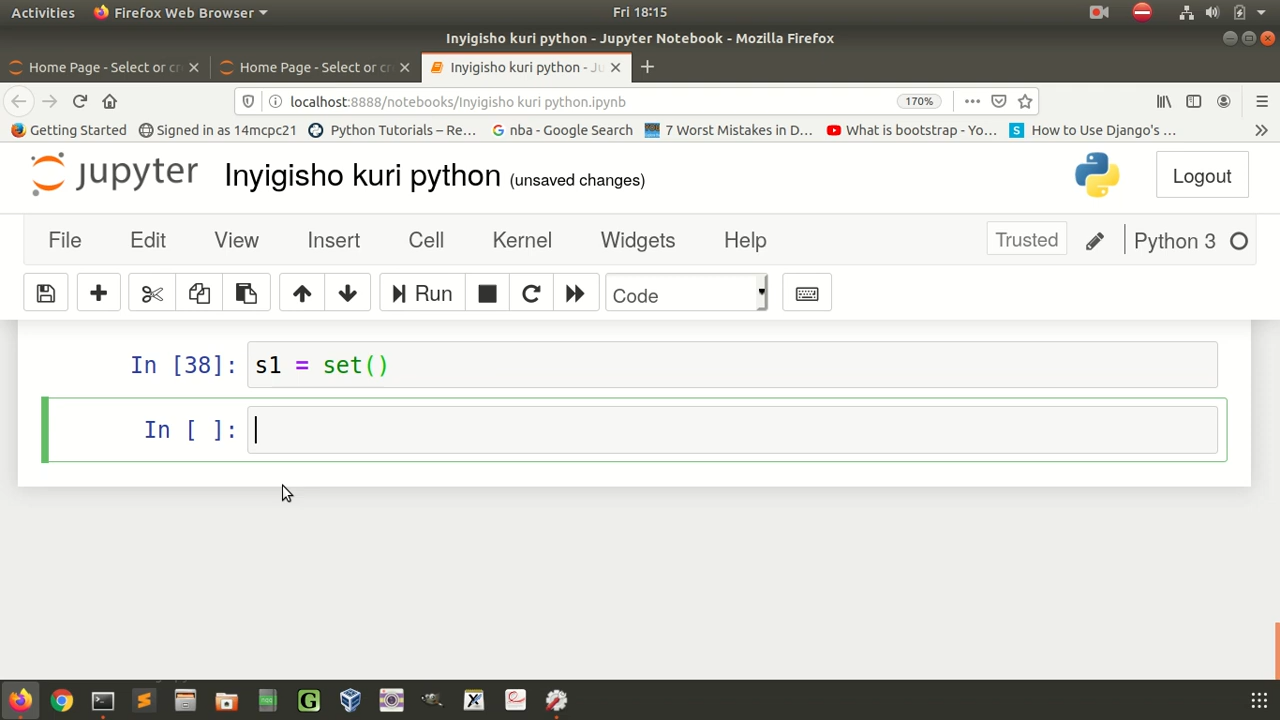 Activities Firefox Web Browser Fri 18:15
Inyigisho kuri python - Jupyter Notebook - Mozilla Firefox
Home Page - Select or cr Home Page - Select or cr Inyigisho kuri python - Ju
localhost:8888/notebooks/Inyigisho kuri python.ipynb 170%
Getting Started Signed in as 14mcpc21 Python Tutorials – Re... nba - Google Search 7 Worst Mistakes in D... What is bootstrap - Yo... How to Use Django's ...
jupyter Inyigisho kuri python (unsaved changes) Logout
File Edit View Insert Cell Kernel Widgets Help Trusted Python 3
Run Code
In [38]: s1 = set()
In [ ]: